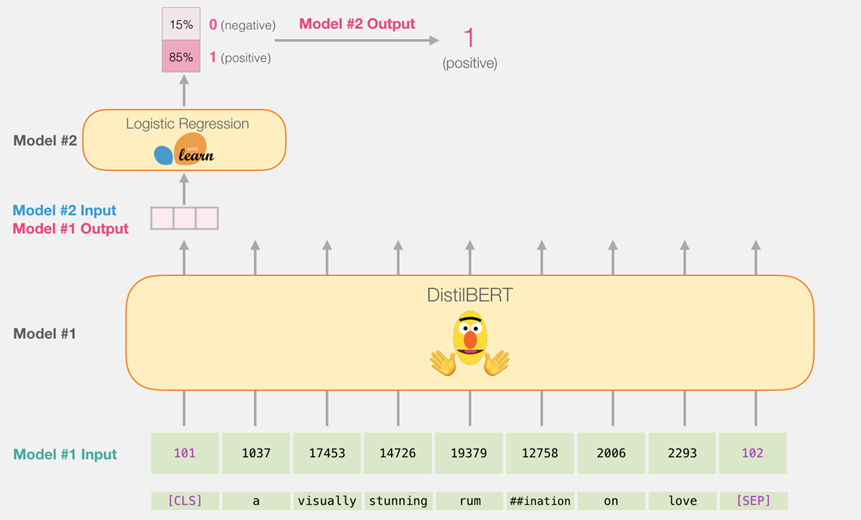 15% 0 (negative) Model #2 Output 1
85% 1 (positive) (positive)
Logistic Regression
Model #2
learn
Model #2 Input
Model #1 Output
DistilBERT
Model #1
Model #1 Input 101 1037 17453 14726 19379 12758 2006 2293 102
[CLS] a visually stunning rum ##ination on love [SEP]